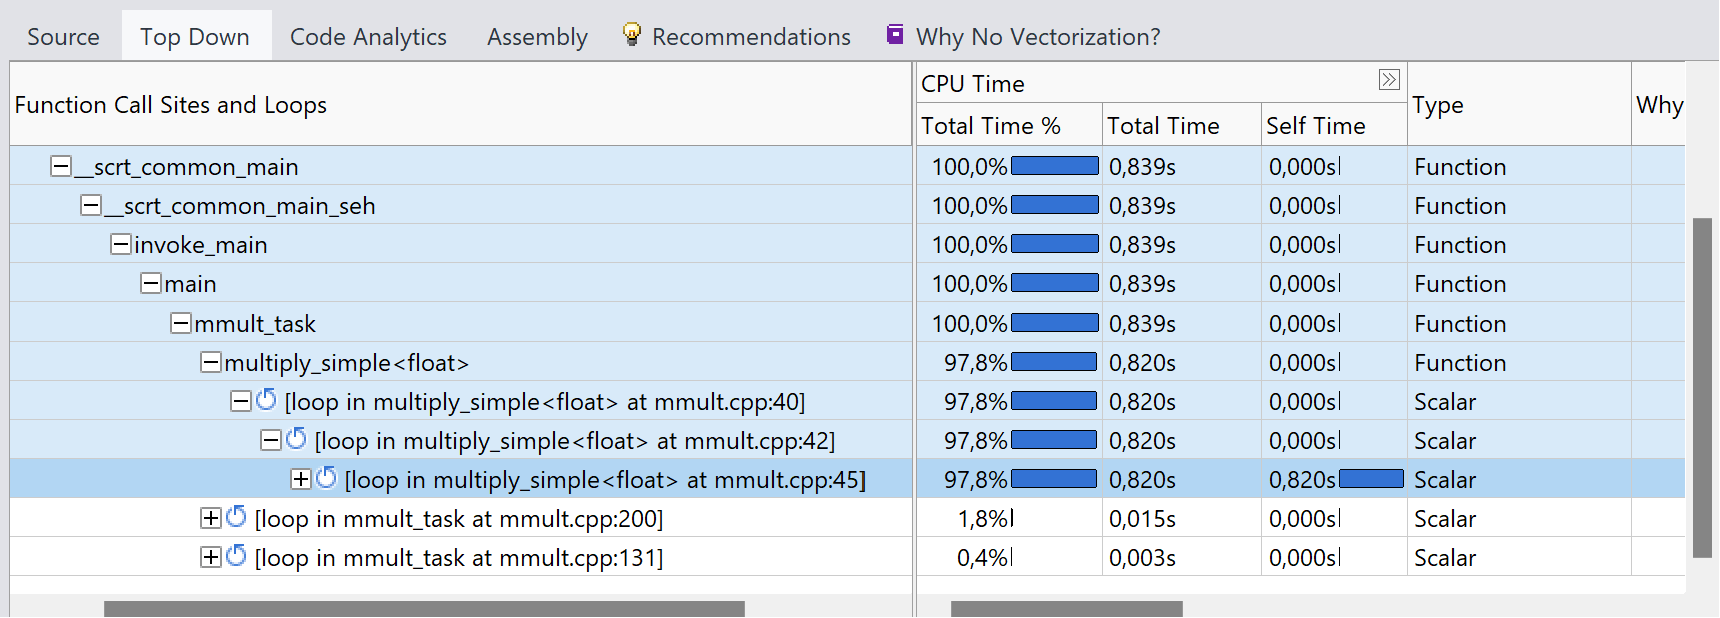 Source Top Down Code Analytics Assembly Recommendations Why No Vectorization?
Function Call Sites and Loops CPU Time Type Why
Total Time % Total Time Self Time
__scrt_common_main 100,0% 0,839s 0,000s Function
__scrt_common_main_seh 100,0% 0,839s 0,000s Function
invoke_main 100,0% 0,839s 0,000s Function
main 100,0% 0,839s 0,000s Function
mmult_task 100,0% 0,839s 0,000s Function
multiply_simple<float> 97,8% 0,820s 0,000s Function
[loop in multiply_simple<float> at mmult.cpp:40] 97,8% 0,820s 0,000s Scalar
[loop in multiply_simple<float> at mmult.cpp:42] 97,8% 0,820s 0,000s Scalar
[loop in multiply_simple<float> at mmult.cpp:45] 97,8% 0,820s 0,820s Scalar
[loop in mmult_task at mmult.cpp:200] 1,8% 0,015s 0,000s Scalar
[loop in mmult_task at mmult.cpp:131] 0,4% 0,003s 0,000s Scalar